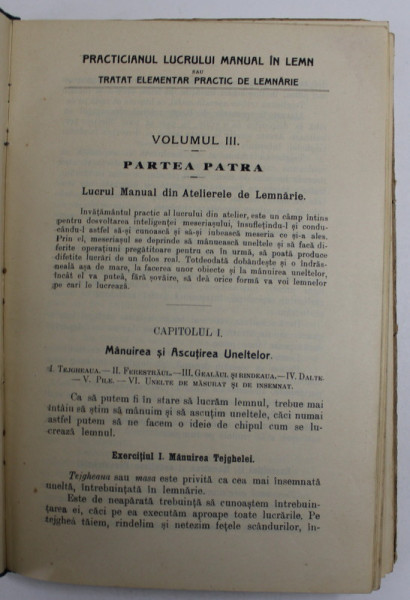 PRACTICIANUL LUCRULUI MANUAL ÎN LEMN
SAU
TRATAT ELEMENTAR PRACTIC DE LEMNĂRIE
VOLUMUL III.
PARTEA PATRA
Lucrul Manual din Atelierele de Lemnărie.
Invățământul practic al lucrului din atelier, este un câmp întins
pentru desvoltarea inteligenței meseriașului, însuflețindu-l și condu-
cându-l astfel să-și cunoască și să-și iubească meseria ce și-a ales.
Prin el, meseriașul se deprinde să mânuească uneltele și să facă di-
ferite operațiuni pregătitoare pentru ca în urmă, să poată produce
difetite lucrări de un folos real. Totdeodată dobândește și o îndrăs-
neală așa de mare, la facerea unor obiecte și la mânuirea uneltelor,
încât el va puteà, fără șovăire, să deà orice formă va voi lemnelor
pe cari le lucrează.
CAPITOLUL I.
Mânuirea și Ascuțirea Uneltelor.
I. TEJGHEAUA.—II. FERESTRĂUL.—III. GEALĂUL ȘI RINDEAUA.—IV. DALTE.
—V. PILE.—VI. UNELTE DE MĂSURAT ȘI DE INSEMNAT.
Ca să putem fi în stare să lucrăm lemnul, trebue mai
întâiu să știm să mânuim și să ascuțim uneltele, căci numai
astfel putem să ne facem o ideie de chipul cum se lu-
crează lemnul.
Exercițiul I. Mânuirea Tejghelei.
Tejgheaua sau masa este privită ca cea mai însemnată
unealtă, întrebuințată în lemnărie.
Este de neapărată trebuință să cunoaștem întrebuin-
țarea ei, căci pe ea executăm aproape toate lucrările. Pe
tejghea tăiem, rindelim și netezim fețele scândurilor, în-